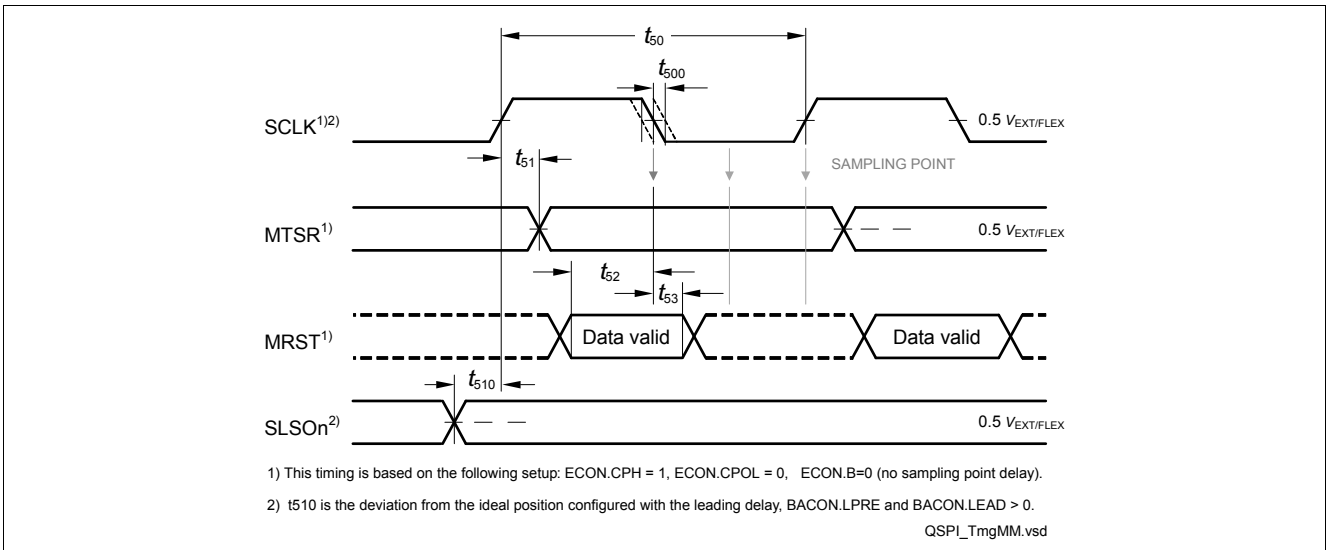 t50
t500
SCLK1)2)
0.5 VEXT/FLEX
t51
SAMPLING POINT
MTSR1)
0.5 VEXT/FLEX
t52
t53
MRST1)
Data valid
Data valid
t510
SLSOn2)
0.5 VEXT/FLEX
1) This timing is based on the following setup: ECON.CPH = 1, ECON.CPOL = 0, ECON.B=0 (no sampling point delay).
2) t510 is the deviation from the ideal position configured with the leading delay, BACON.LPRE and BACON.LEAD > 0.
QSPI_TmgMM.vsd